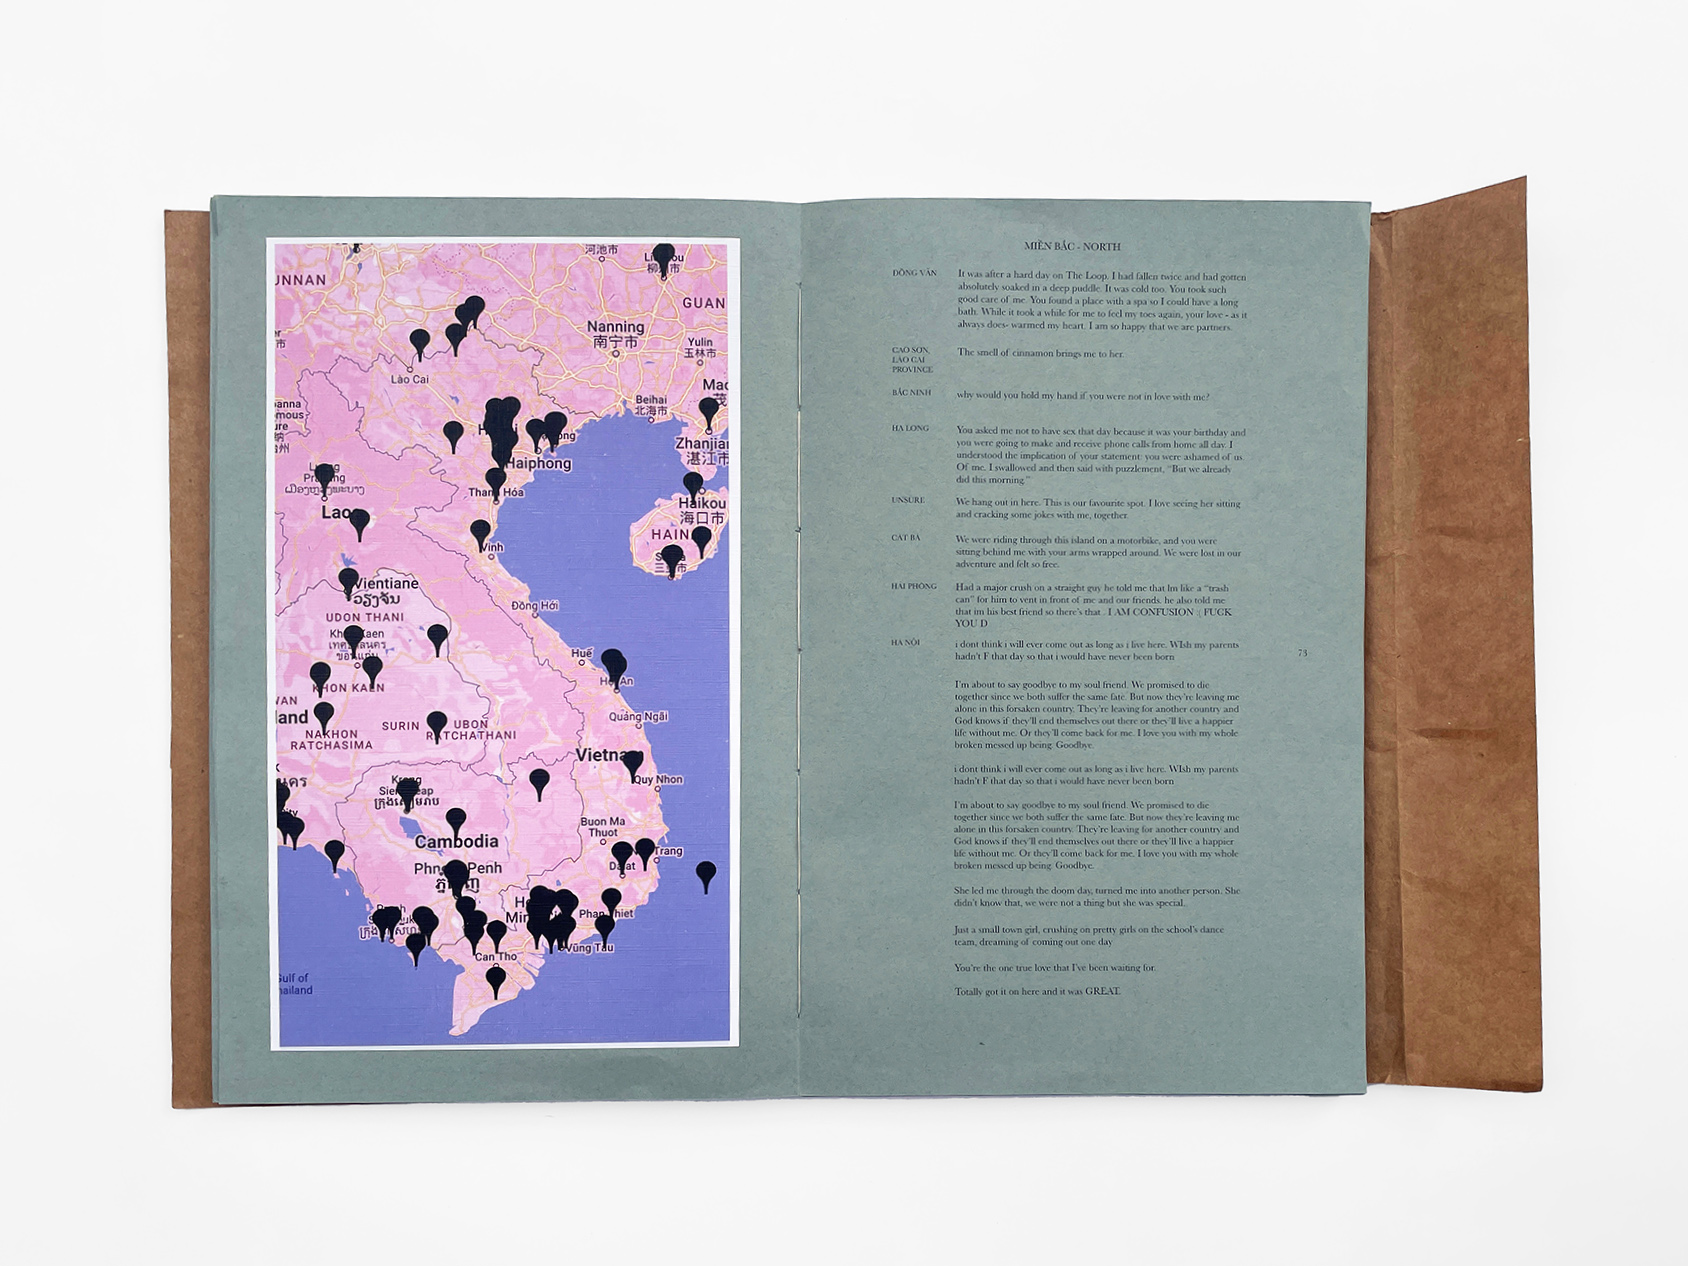 河池市
柳州市
UNNAN
GUAN
Nanning
南宁市
Yulin
玉林市
Lào Cai
Beihai
北海市
Zhanjian
湛江市
Haiphong
Thanh Hóa
Haikou
海口市
HAIN
三亚市
Lao
Vinh
Vientiane
ວຽງຈັນ
UDON THANI
Đồng Hới
Khon Kaen
KHON KAEN
Huế
Hội An
WAN
land
NAKHON
RATCHASIMA
SURIN
UBON
RATCHATHANI
Quảng Ngãi
Vietnam
Quy Nhon
Krong
Siem Reap
ក្រុងសៀមរាប
Buon Ma
Thuot
Cambodia
Phnom Penh
Trang
Dalat
Phan Thiet
Vũng Tàu
Can Tho
Gulf of
hailand
MIỀN BẮC - NORTH
ĐỒNG VĂN
It was after a hard day on The Loop. I had fallen twice and had gotten
absolutely soaked in a deep puddle. It was cold too. You took such
good care of me. You found a place with a spa so I could have a long
bath. While it took a while for me to feel my toes again, your love - as it
always does- warmed my heart. I am so happy that we are partners.
CAO SƠN,
LÀO CAI
PROVINCE
The smell of cinnamon brings me to her.
BẮC NINH
why would you hold my hand if you were not in love with me?
HẠ LONG
You asked me not to have sex that day because it was your birthday and
you were going to make and receive phone calls from home all day. I
understood the implication of your statement: you were ashamed of us.
Of me. I swallowed and then said with puzzlement, “But we already
did this morning.”
UNSURE
We hang out in here. This is our favourite spot. I love seeing her sitting
and cracking some jokes with me, together.
CÁT BÀ
We were riding through this island on a motorbike, and you were
sitting behind me with your arms wrapped around. We were lost in our
adventure and felt so free.
HẢI PHÒNG
Had a major crush on a straight guy he told me that Im like a “trash
can” for him to vent in front of me and our friends. he also told me
that im his best friend so there's that . I AM CONFUSION :( FUCK
YOU D
HÀ NỘI
i dont think i will ever come out as long as i live here. WIsh my parents
hadn't F that day so that i would have never been born
73
I'm about to say goodbye to my soul friend. We promised to die
together since we both suffer the same fate. But now they're leaving me
alone in this forsaken country. They're leaving for another country and
God knows if they'll end themselves out there or they'll live a happier
life without me. Or they'll come back for me. I love you with my whole
broken messed up being. Goodbye.
i dont think i will ever come out as long as i live here. WIsh my parents
hadn't F that day so that i would have never been born
I'm about to say goodbye to my soul friend. We promised to die
together since we both suffer the same fate. But now they're leaving me
alone in this forsaken country. They're leaving for another country and
God knows if they'll end themselves out there or they'll live a happier
life without me. Or they'll come back for me. I love you with my whole
broken messed up being. Goodbye.
She led me through the doom day, turned me into another person. She
didn't know that, we were not a thing but she was special.
Just a small town girl, crushing on pretty girls on the school's dance
team, dreaming of coming out one day
You're the one true love that I've been waiting for.
Totally got it on here and it was GREAT.